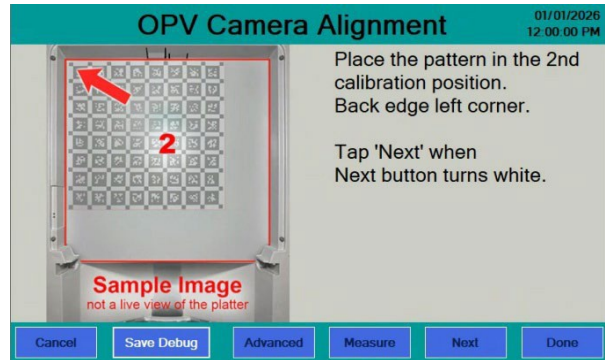 OPV Camera Alignment
01/01/2026
12:00:00 PM
Place the pattern in the 2nd
calibration position.
Back edge left corner.
Tap 'Next' when
Next button turns white.
2
Sample Image
not a live view of the platter
Cancel
Save Debug
Advanced
Measure
Next
Done